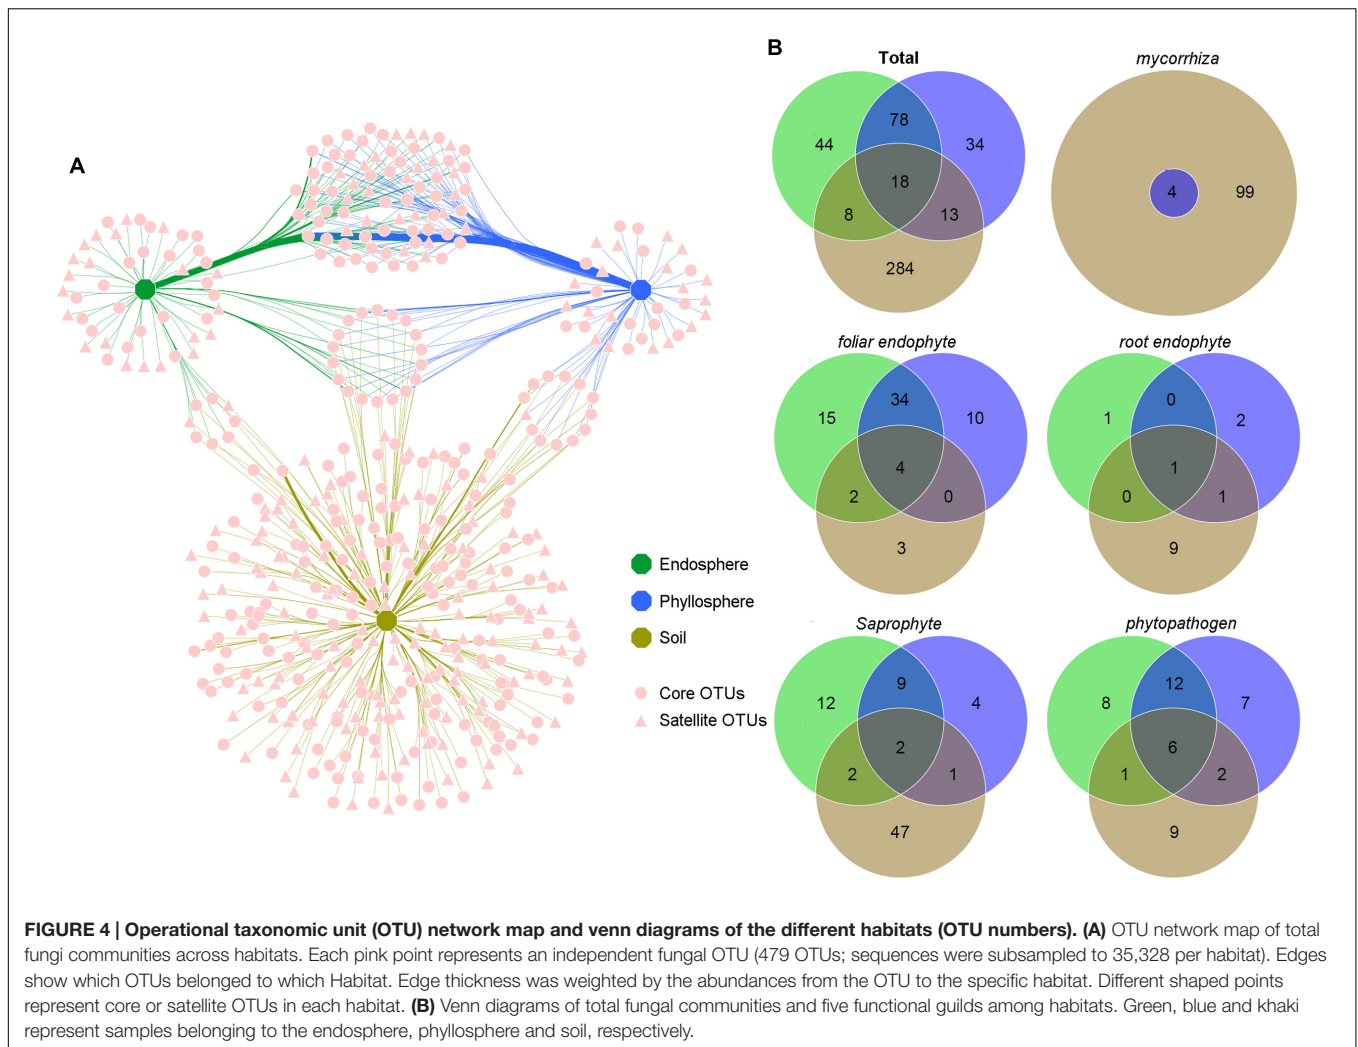 A
B
Total
44
78
34
18
8
13
284
mycorrhiza
4
99
foliar endophyte
15
34
10
4
2
0
3
root endophyte
1
0
2
1
0
1
9
Endosphere
Phyllosphere
Soil
Core OTUs
Satellite OTUs
Saprophyte
12
9
4
2
2
1
47
phytopathogen
8
12
7
6
1
2
9
FIGURE 4 | Operational taxonomic unit (OTU) network map and venn diagrams of the different habitats (OTU numbers). (A) OTU network map of total
fungi communities across habitats. Each pink point represents an independent fungal OTU (479 OTUs; sequences were subsampled to 35,328 per habitat). Edges
show which OTUs belonged to which Habitat. Edge thickness was weighted by the abundances from the OTU to the specific habitat. Different shaped points
represent core or satellite OTUs in each habitat. (B) Venn diagrams of total fungal communities and five functional guilds among habitats. Green, blue and khaki
represent samples belonging to the endosphere, phyllosphere and soil, respectively.